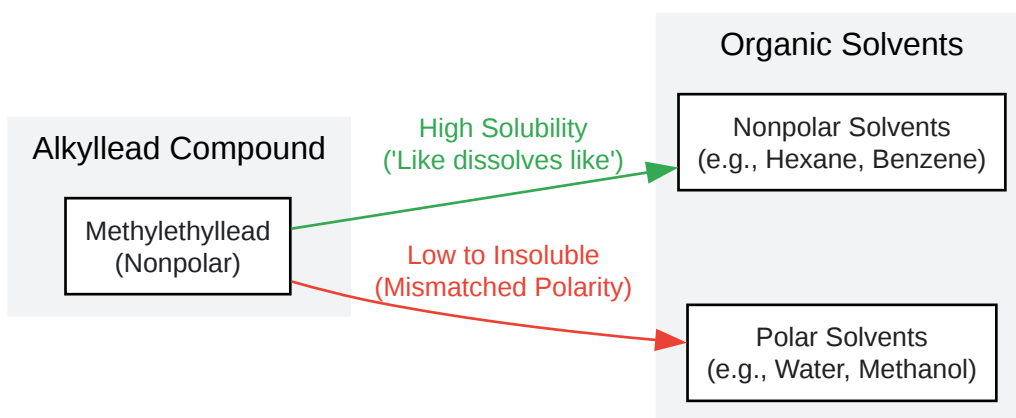 Alkyllead Compound
Methylethyllead
(Nonpolar)
High Solubility
('Like dissolves like')
Low to Insoluble
(Mismatched Polarity)
Organic Solvents
Nonpolar Solvents
(e.g., Hexane, Benzene)
Polar Solvents
(e.g., Water, Methanol)